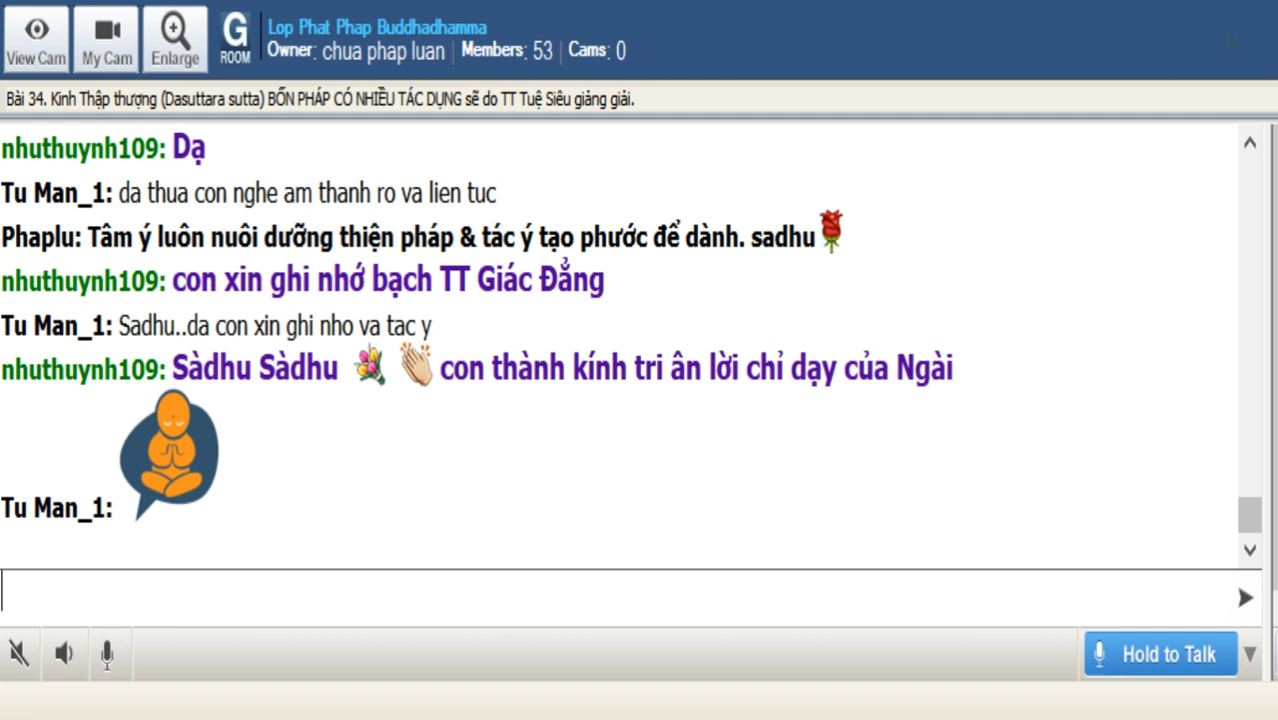 View Cam
My Cam
Enlarge
G
ROOM
Lop Phat Phap Buddhadhamma
Owner: chua phap luan | Members: 53 | Cams: 0
Bài 34. Kinh Thập thượng (Dasuttara sutta) BỐN PHÁP CÓ NHIỀU TÁC DỤNG sẽ do TT Tuệ Siêu giảng giải.
nhuthuynh109: Dạ
Tu Man_1: da thua con nghe am thanh ro va lien tuc
Phaplu: Tâm ý luôn nuôi dưỡng thiện pháp & tác ý tạo phước để dành. sadhu
nhuthuynh109: con xin ghi nhớ bạch TT Giác Đẳng
Tu Man_1: Sadhu..da con xin ghi nho va tac y
nhuthuynh109: Sàdhu Sàdhu con thành kính tri ân lời chỉ dạy của Ngài
Tu Man_1:
Hold to Talk